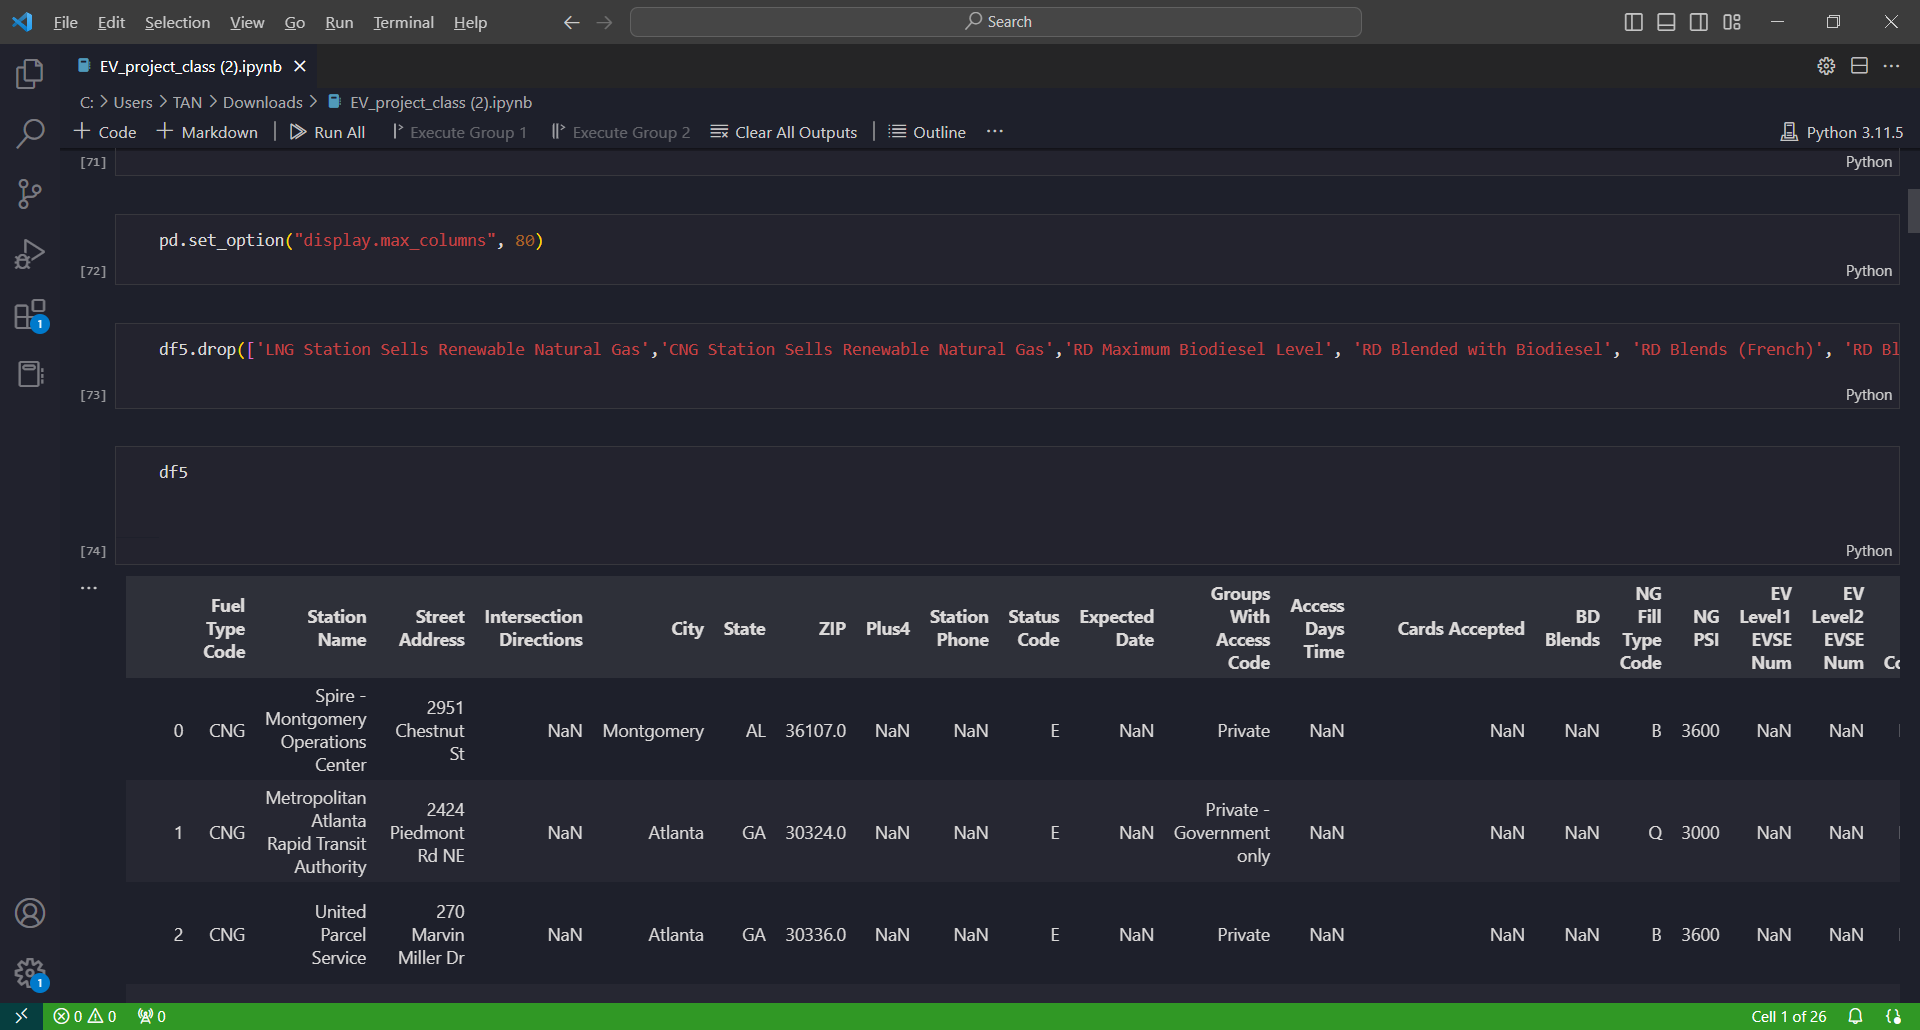 File Edit Selection View Go Run Terminal Help
Search
EV_project_class (2).ipynb
C: > Users > TAN > Downloads > EV_project_class (2).ipynb
+ Code + Markdown | Run All Execute Group 1 Execute Group 2 Clear All Outputs | Outline ...
Python 3.11.5
[71] Python
pd.set_option("display.max_columns", 80)
[72] Python
df5.drop(['LNG Station Sells Renewable Natural Gas','CNG Station Sells Renewable Natural Gas','RD Maximum Biodiesel Level', 'RD Blended with Biodiesel', 'RD Blends (French)', 'RD Bl
[73] Python
df5
[74] Python
...
Fuel Type Code Station Name Street Address Intersection Directions City State ZIP Plus4 Station Phone Status Code Expected Date Groups With Access Code Access Days Time Cards Accepted BD Blends NG Fill Type Code NG PSI EV Level1 EVSE Num EV Level2 EVSE Num Co
0 CNG Spire - Montgomery Operations Center 2951 Chestnut St NaN Montgomery AL 36107.0 NaN NaN E NaN Private NaN NaN NaN B 3600 NaN NaN
1 CNG Metropolitan Atlanta Rapid Transit Authority 2424 Piedmont Rd NE NaN Atlanta GA 30324.0 NaN NaN E NaN Private - Government only NaN NaN NaN Q 3000 NaN NaN
2 CNG United Parcel Service 270 Marvin Miller Dr NaN Atlanta GA 30336.0 NaN NaN E NaN Private NaN NaN NaN B 3600 NaN NaN
1
1
0 0 0
Cell 1 of 26